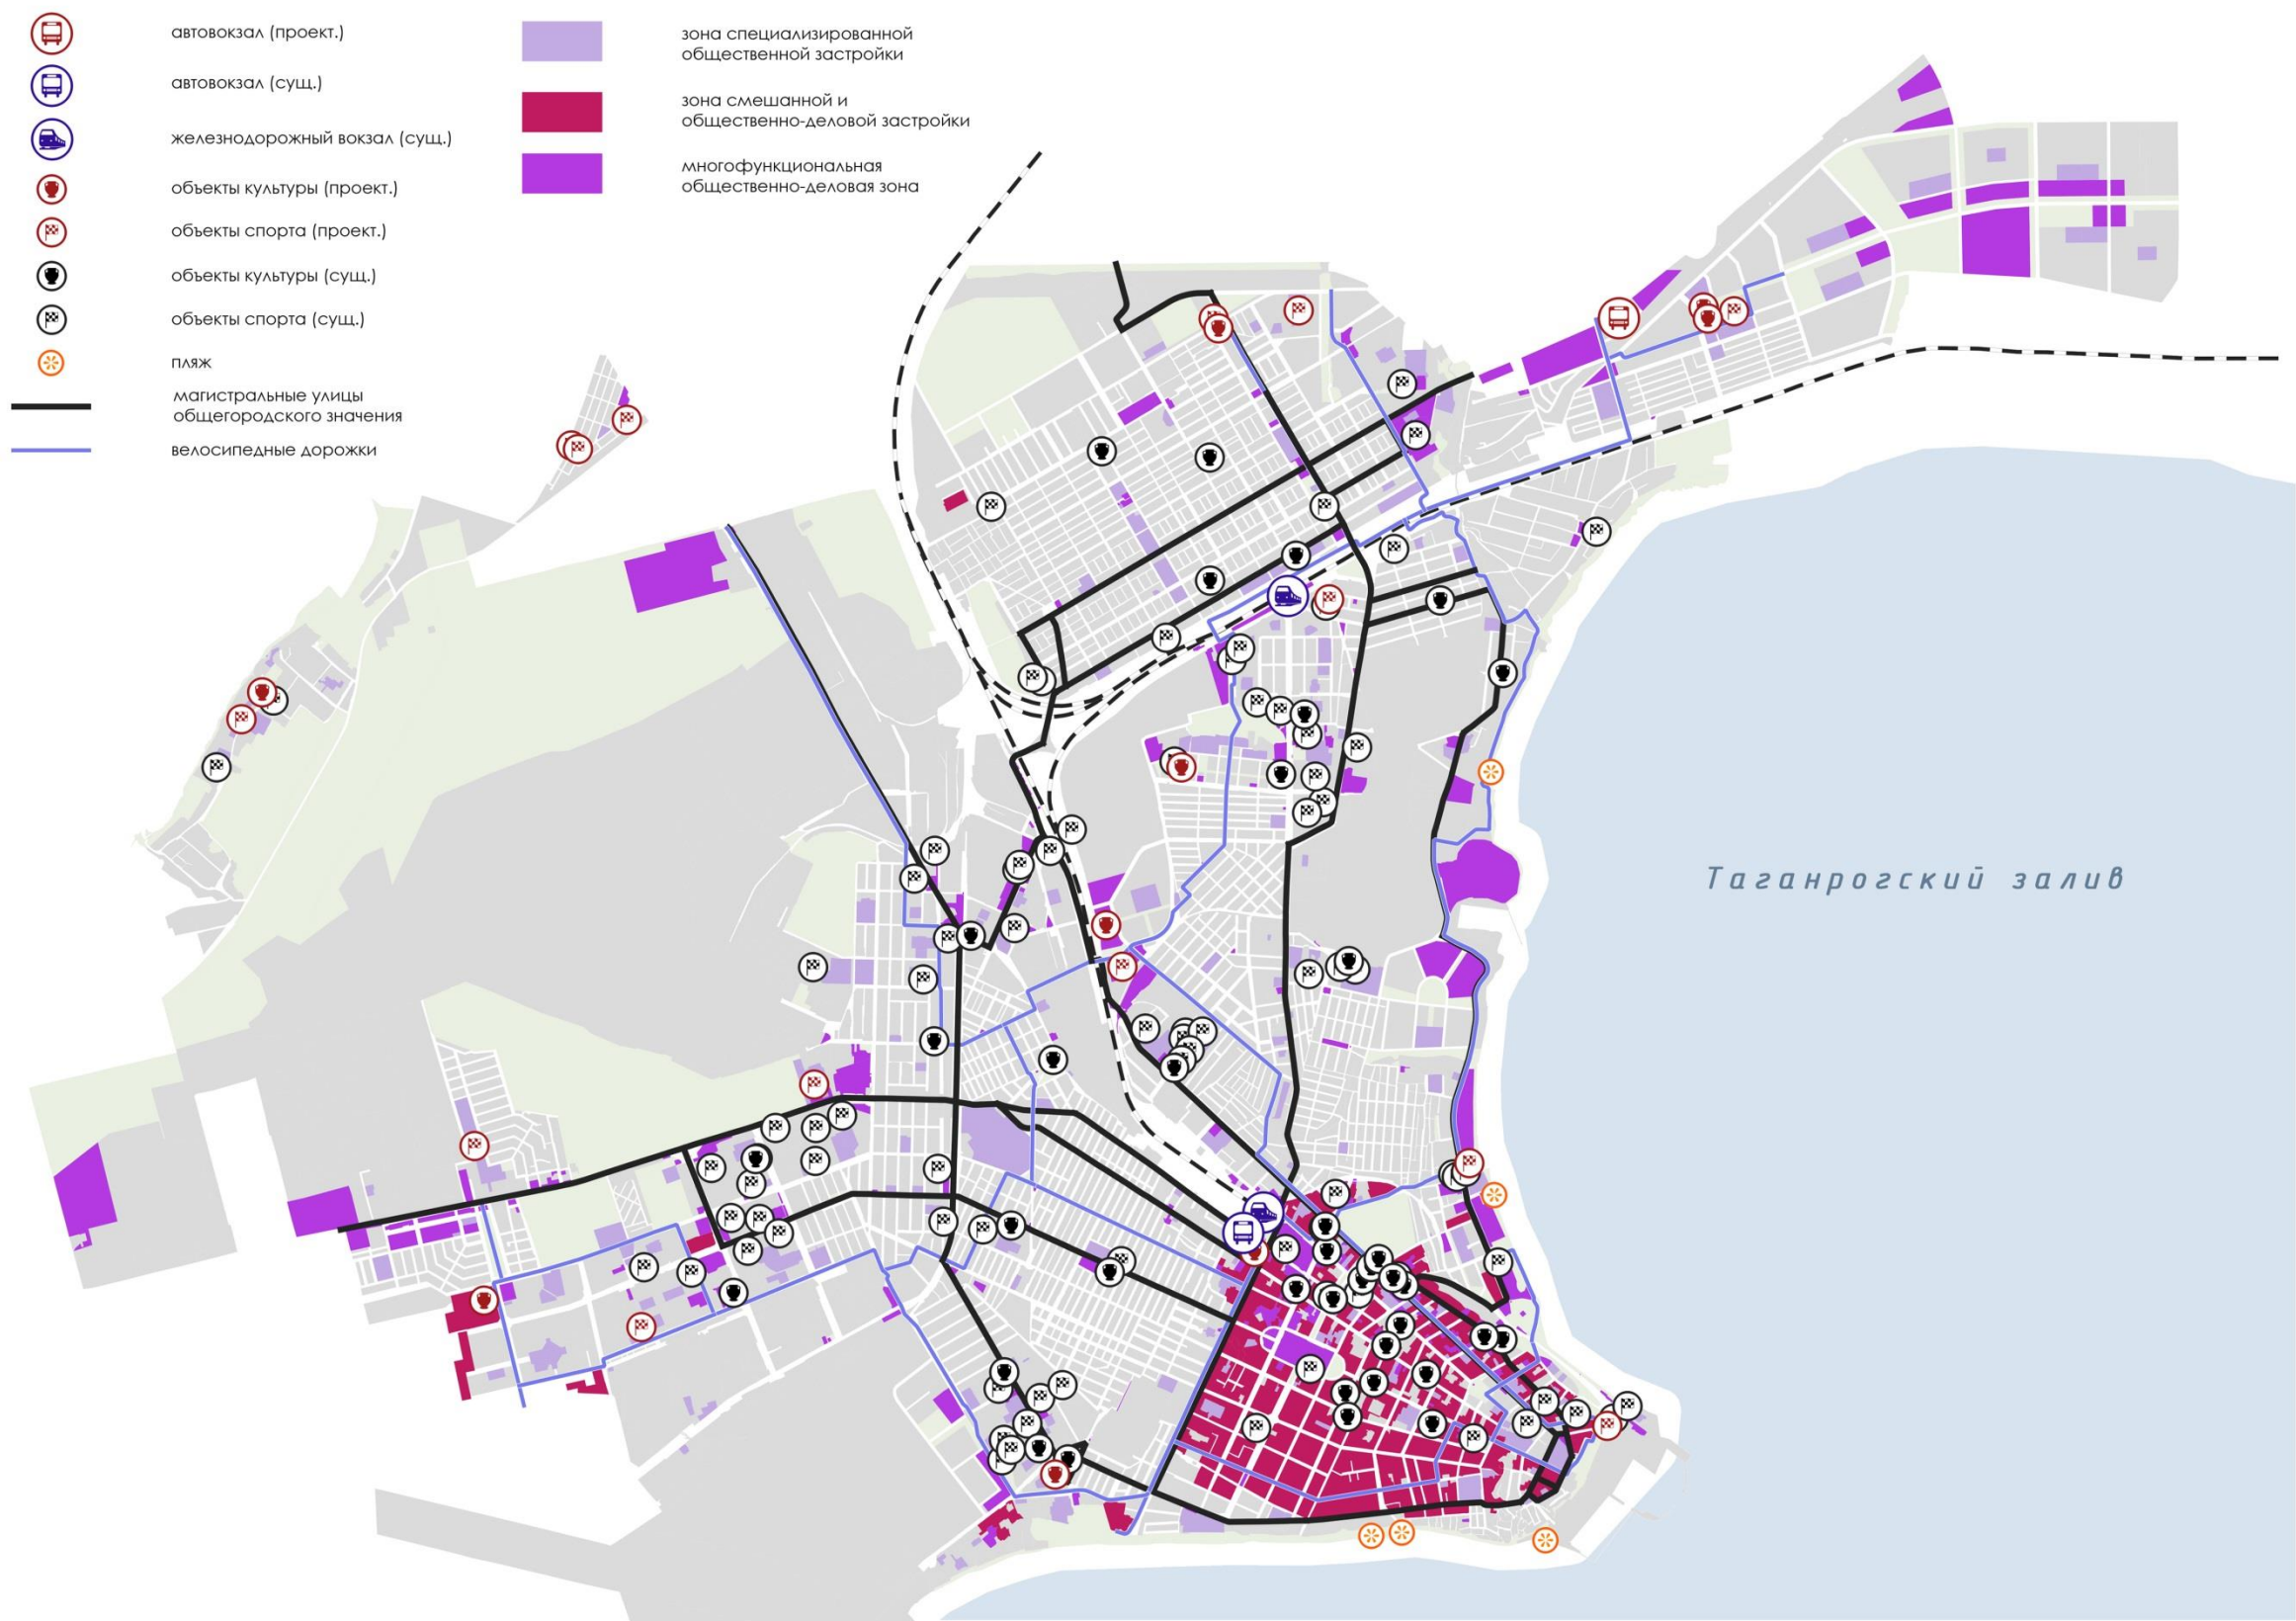 автовокзал (проект.)
автовокзал (сущ.)
железнодорожный вокзал (сущ.)
объекты культуры (проект.)
объекты спорта (проект.)
объекты культуры (сущ.)
объекты спорта (сущ.)
пляж
магистральные улицы
общегородского значения
велосипедные дорожки
зона специализированной
общественной застройки
зона смешанной и
общественно-деловой застройки
многофункциональная
общественно-деловая зона
Таганрогский залив